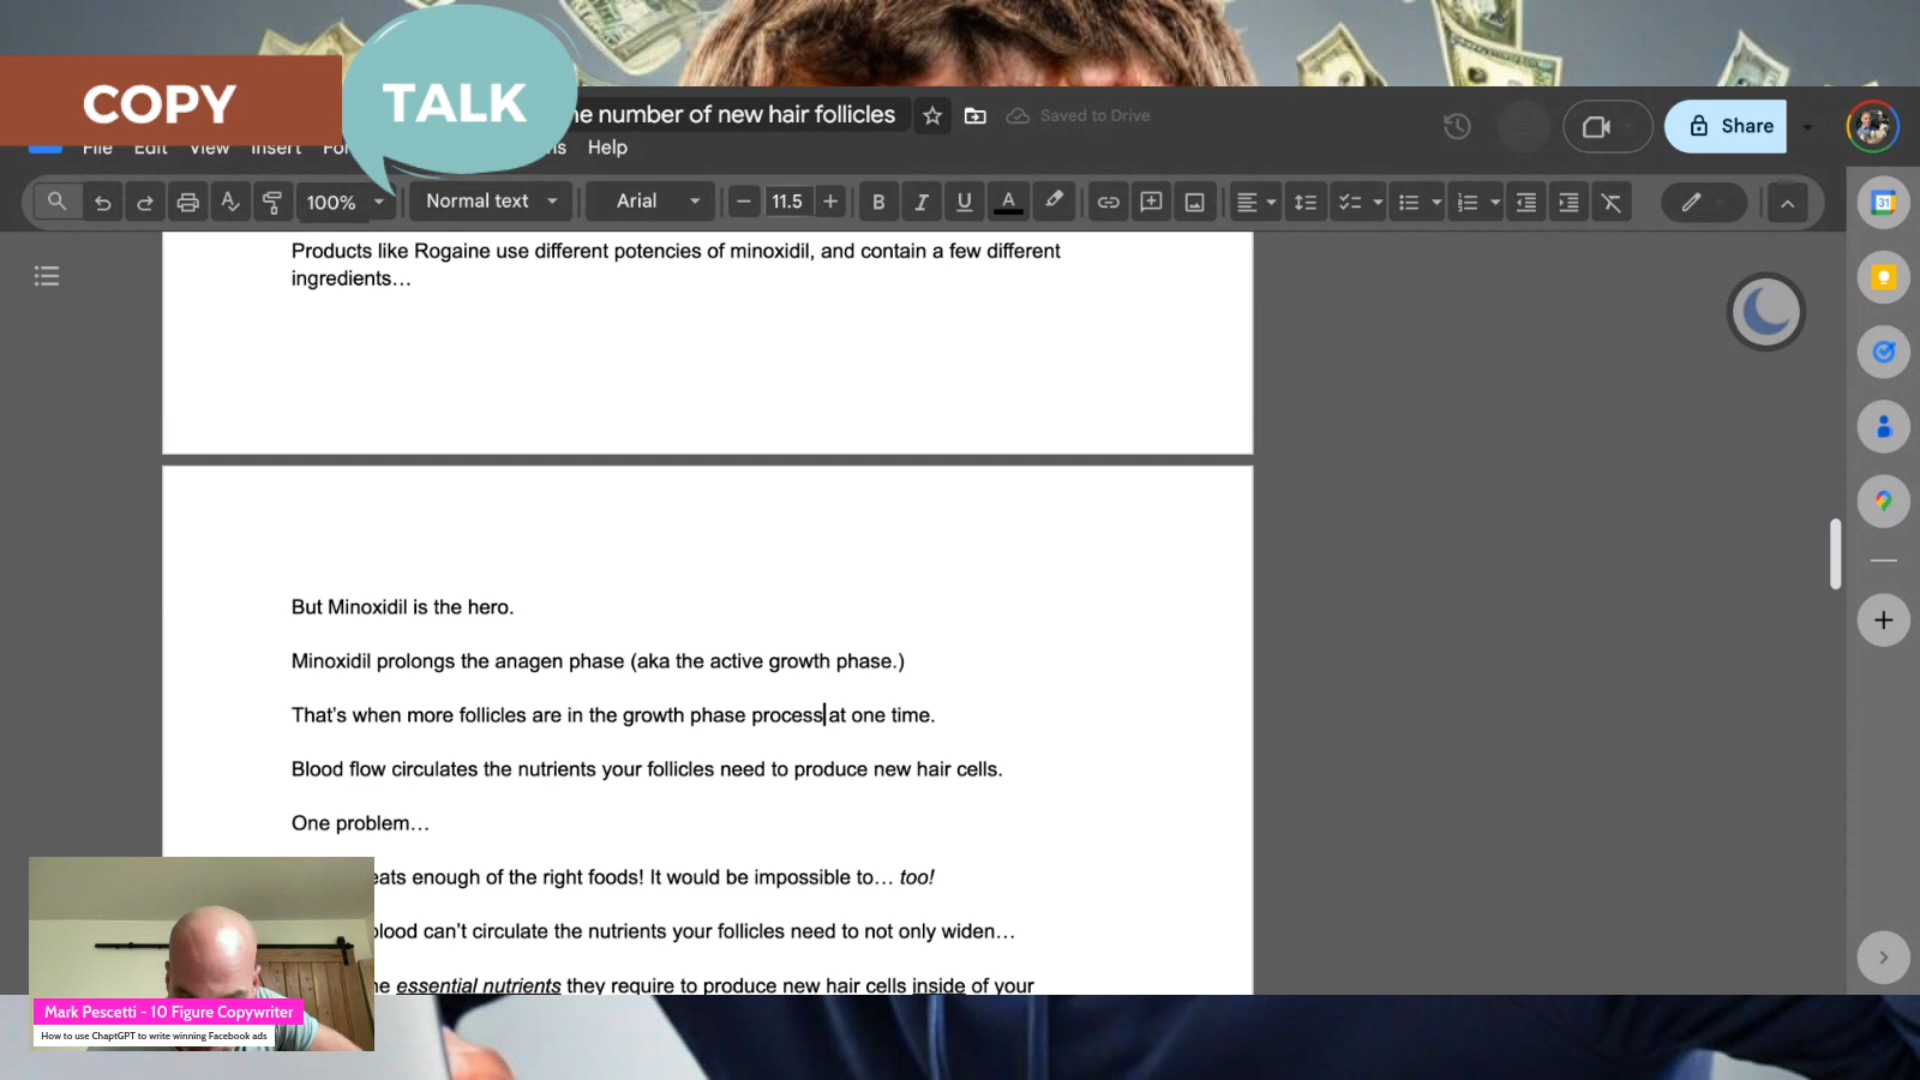 COPY TALK
number of new hair follicles
Saved to Drive
File Edit View Insert Help
100%
Normal text
Arial
11.5
B I U A
Share
31
Products like Rogaine use different potencies of minoxidil, and contain a few different
ingredients…
But Minoxidil is the hero.
Minoxidil prolongs the anagen phase (aka the active growth phase.)
That’s when more follicles are in the growth phase process at one time.
Blood flow circulates the nutrients your follicles need to produce new hair cells.
One problem…
eats enough of the right foods! It would be impossible to… too!
blood can’t circulate the nutrients your follicles need to not only widen…
essential nutrients they require to produce new hair cells inside of your
Mark Pescetti - 10 Figure Copywriter
How to use ChaptGPT to write winning Facebook ads